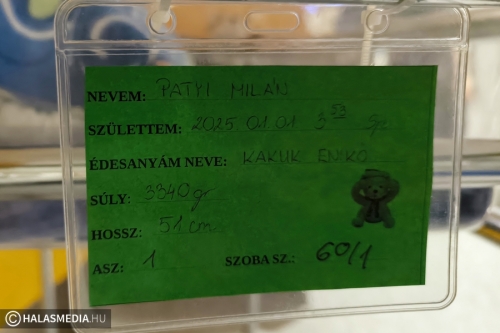 NEVEM: PATYI MILÁN
SZÜLETTEM: 2025 01.01 3 53
ÉDESANYÁM NEVE: KAKUK ENIKŐ
SÚLY: 3340 gr
HOSSZ: 51 cm
ASZ: 1 SZOBA SZ.: 60/1
HALASMEDIA.HU